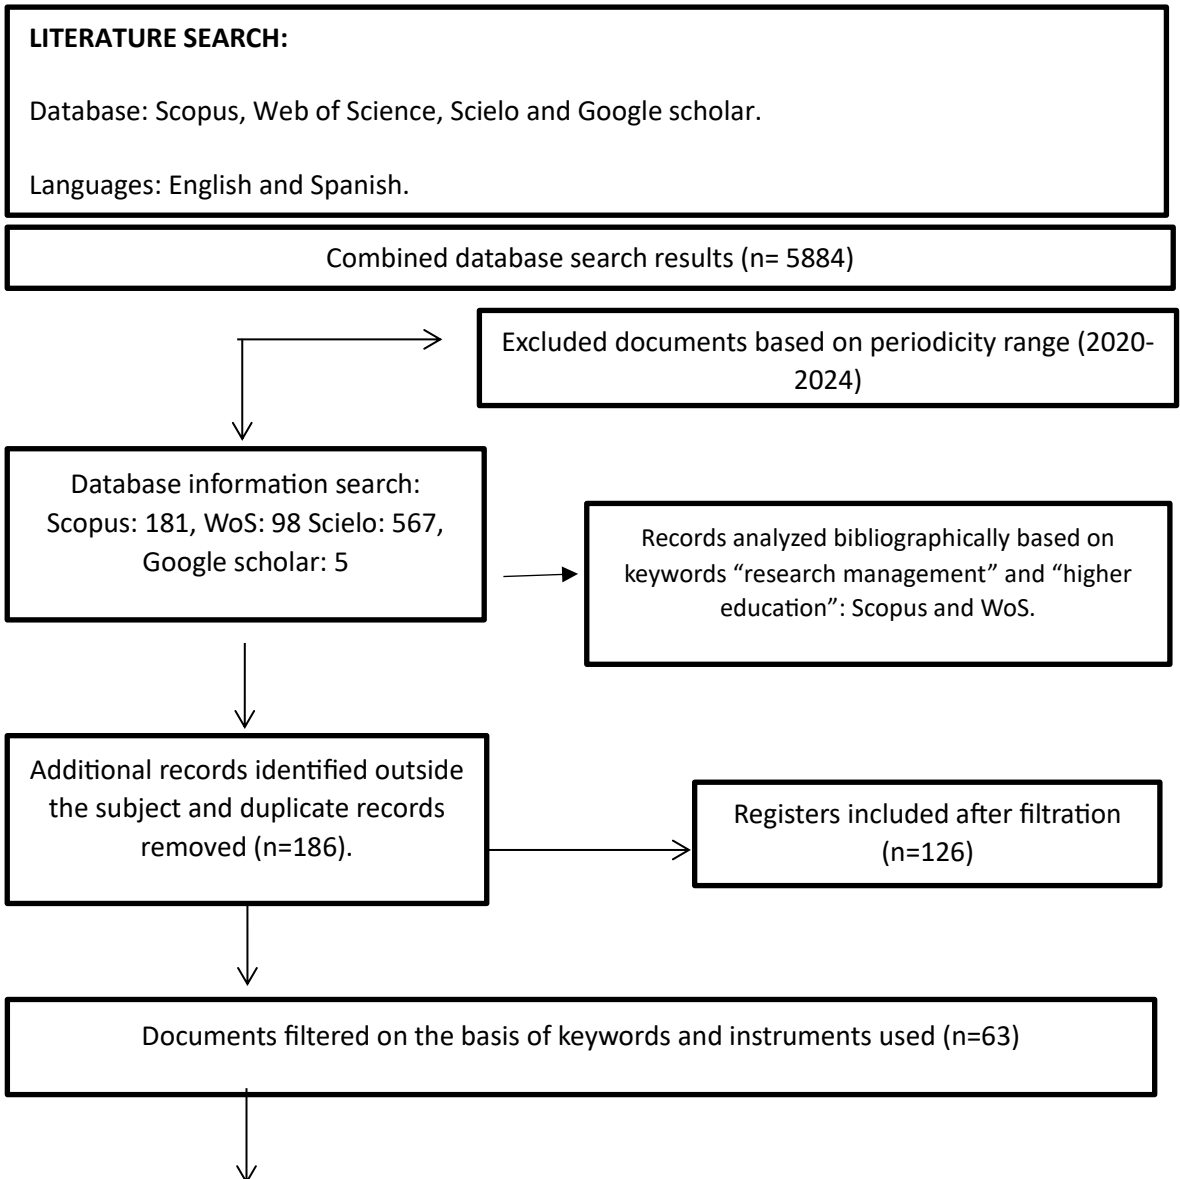 LITERATURE SEARCH:
Database: Scopus, Web of Science, Scielo and Google scholar.
Languages: English and Spanish.
Combined database search results (n= 5884)
Excluded documents based on periodicity range (2020-
2024)
Database information search:
Scopus: 181, WoS: 98 Scielo: 567,
Google scholar: 5
Records analyzed bibliographically based on
keywords “research management” and “higher
education”: Scopus and WoS.
Additional records identified outside
the subject and duplicate records
removed (n=186).
Registers included after filtration
(n=126)
Documents filtered on the basis of keywords and instruments used (n=63)